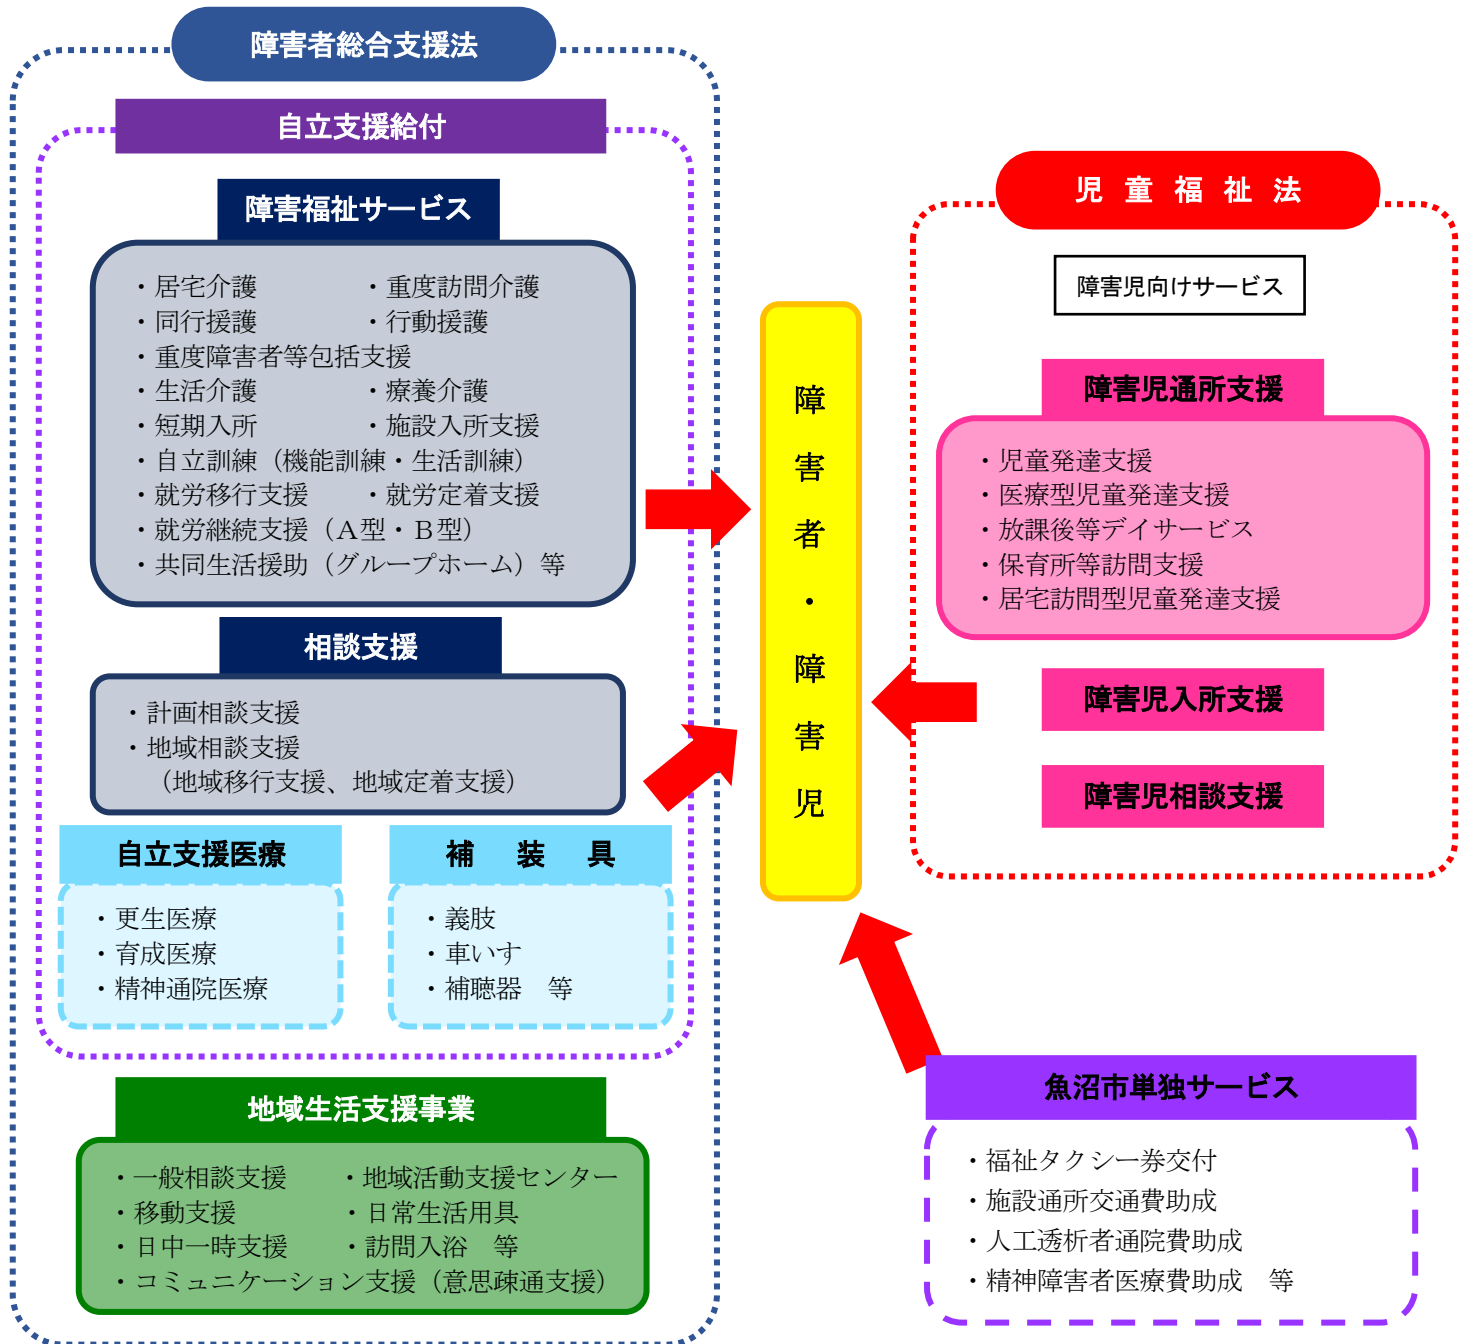 障害者総合支援法
自立支援給付
障害福祉サービス
・居宅介護　・重度訪問介護
・同行援護　・行動援護
・重度障害者等包括支援
・生活介護　・療養介護
・短期入所　・施設入所支援
・自立訓練（機能訓練・生活訓練）
・就労移行支援　・就労定着支援
・就労継続支援（Ａ型・Ｂ型）
・共同生活援助（グループホーム）等
相談支援
・計画相談支援
・地域相談支援
（地域移行支援、地域定着支援）
自立支援医療
・更生医療
・育成医療
・精神通院医療
補　装　具
・義肢
・車いす
・補聴器　等
地域生活支援事業
・一般相談支援　・地域活動支援センター
・移動支援　・日常生活用具
・日中一時支援　・訪問入浴　等
・コミュニケーション支援（意思疎通支援）
障害者・障害児
児童福祉法
障害児向けサービス
障害児通所支援
・児童発達支援
・医療型児童発達支援
・放課後等デイサービス
・保育所等訪問支援
・居宅訪問型児童発達支援
障害児入所支援
障害児相談支援
魚沼市単独サービス
・福祉タクシー券交付
・施設通所交通費助成
・人工透析者通院費助成
・精神障害者医療費助成　等